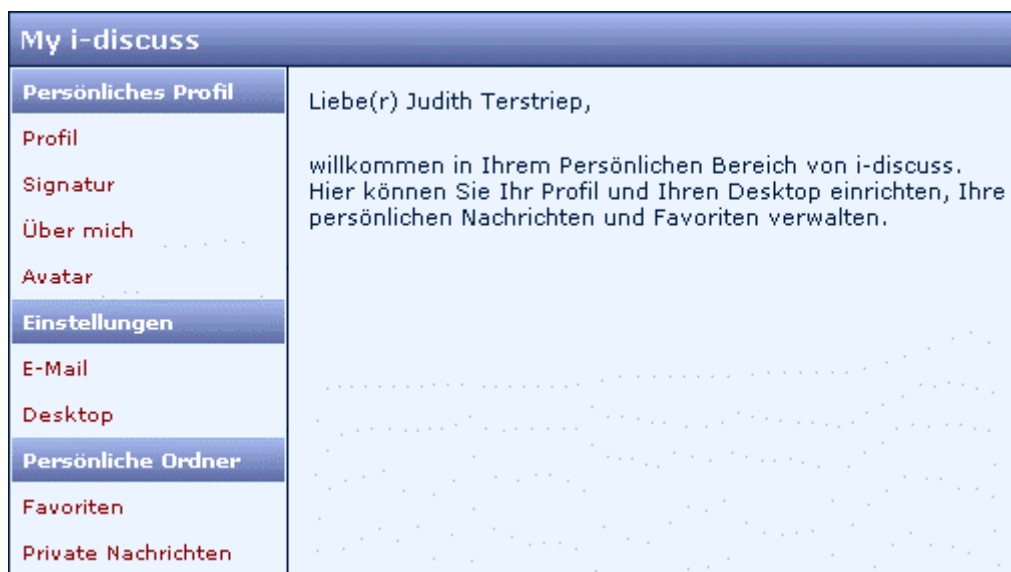 My i-discuss
Persönliches Profil
Profil
Signatur
Über mich
Avatar
Einstellungen
E-Mail
Desktop
Persönliche Ordner
Favoriten
Private Nachrichten
Liebe(r) Judith Terstriep,
willkommen in Ihrem Persönlichen Bereich von i-discuss.
Hier können Sie Ihr Profil und Ihren Desktop einrichten, Ihre
persönlichen Nachrichten und Favoriten verwalten.